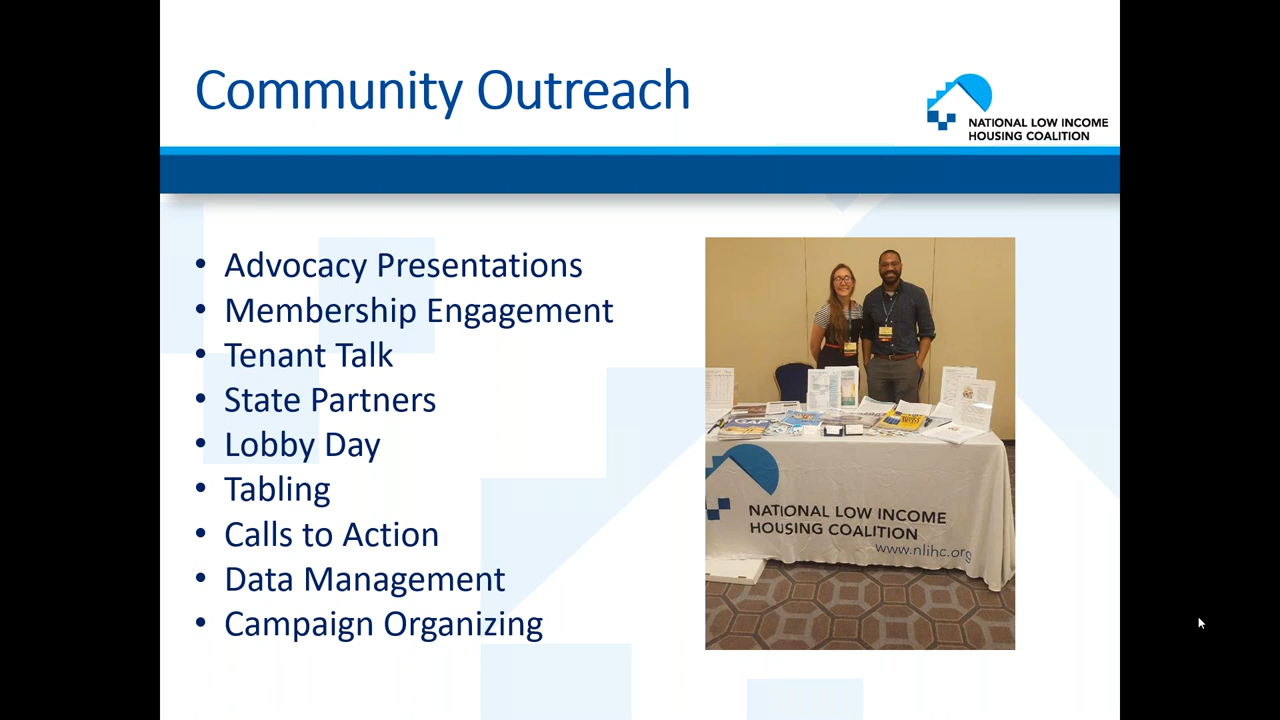 Community Outreach
NATIONAL LOW INCOME
HOUSING COALITION
• Advocacy Presentations
• Membership Engagement
• Tenant Talk
• State Partners
• Lobby Day
• Tabling
• Calls to Action
• Data Management
• Campaign Organizing
NATIONAL LOW INCOME
HOUSING COALITION
www.nlihc.org